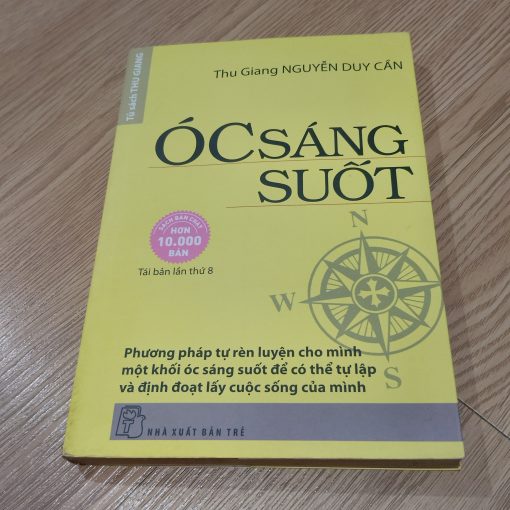 Tủ sách THU GIANG
Thu Giang NGUYỄN DUY CẦN
ÓC SÁNG
SUỐT
SÁCH BÁN CHẠY
HƠN
10.000
BẢN
Tái bản lần thứ 8
N
W
S
Phương pháp tự rèn luyện cho mình
một khối óc sáng suốt để có thể tự lập
và định đoạt lấy cuộc sống của mình
NHÀ XUẤT BẢN TRẺ